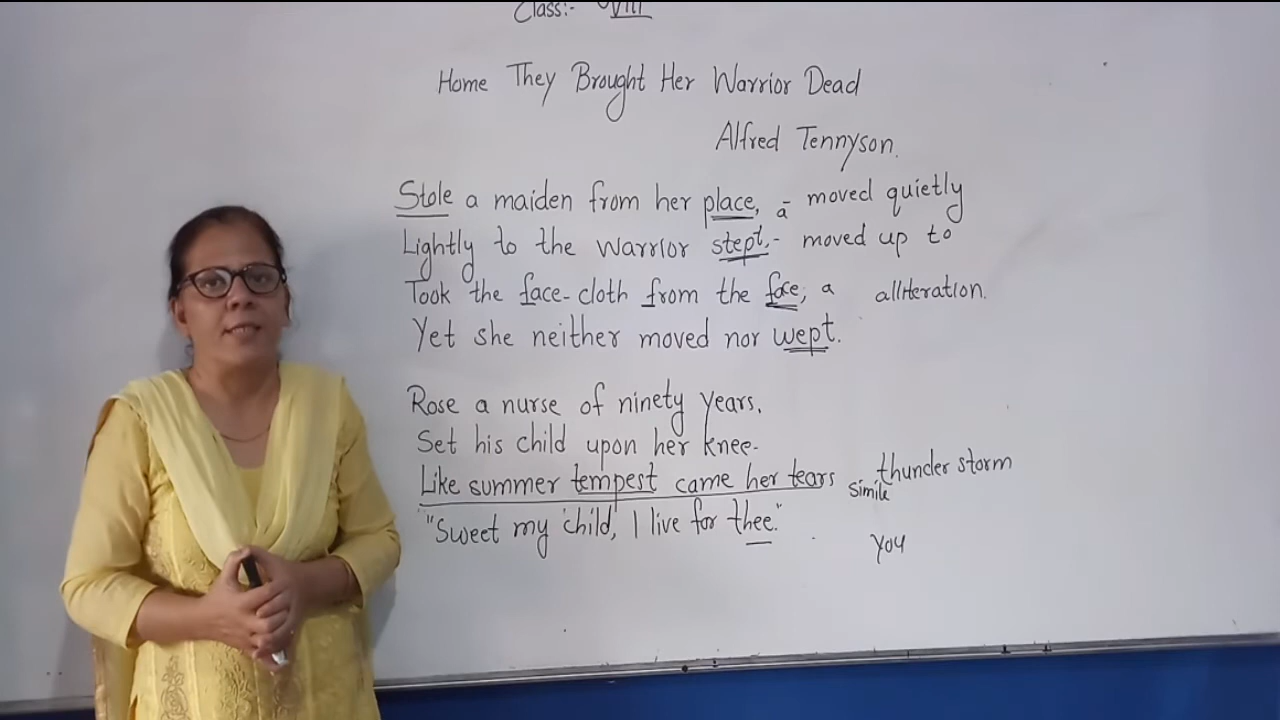 Class:- VIII
Home They Brought Her Warrior Dead
Alfred Tennyson.
Stole a maiden from her place, a - moved quietly
Lightly to the warrior stept. - moved up to
Took the face-cloth from the face, a alliteration.
Yet she neither moved nor wept.
Rose a nurse of ninety years,
Set his child upon her knee-
Like summer tempest came her tears simile thunder storm
"Sweet my child, I live for thee."
you